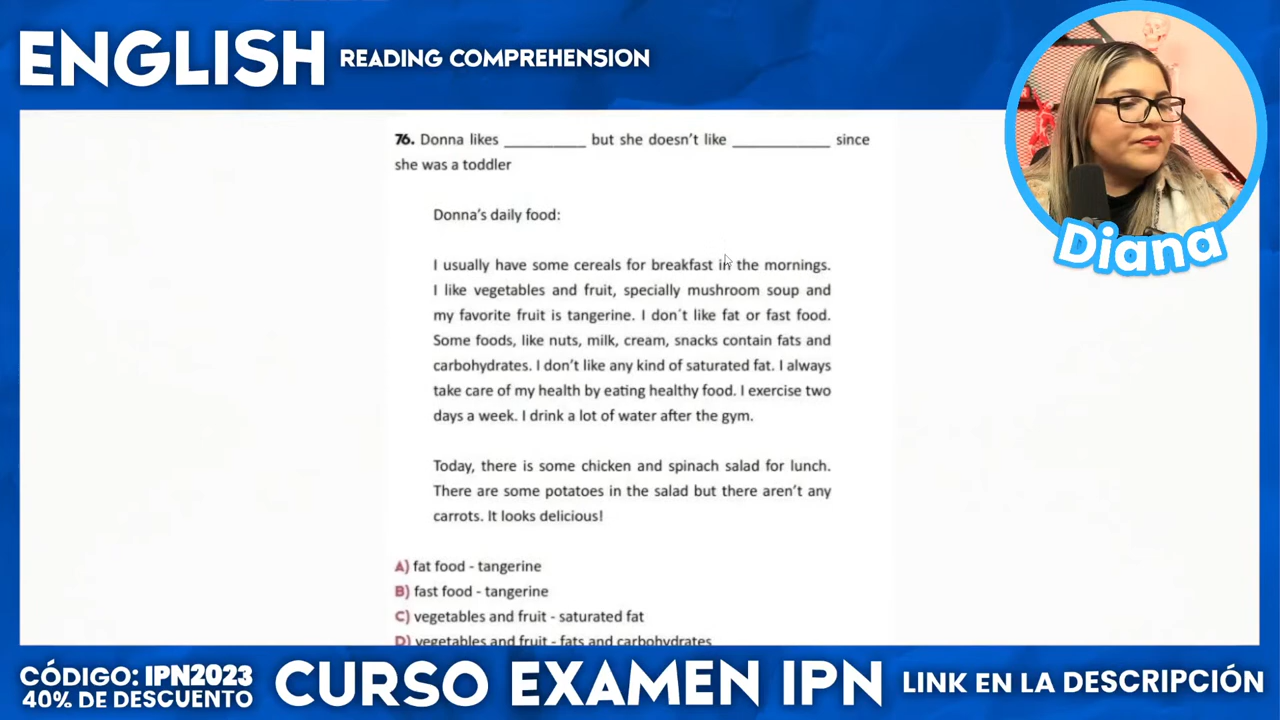 ENGLISH READING COMPREHENSION
Diana
76. Donna likes __________ but she doesn't like ____________ since
she was a toddler
Donna's daily food:
I usually have some cereals for breakfast in the mornings.
I like vegetables and fruit, specially mushroom soup and
my favorite fruit is tangerine. I don´t like fat or fast food.
Some foods, like nuts, milk, cream, snacks contain fats and
carbohydrates. I don't like any kind of saturated fat. I always
take care of my health by eating healthy food. I exercise two
days a week. I drink a lot of water after the gym.
Today, there is some chicken and spinach salad for lunch.
There are some potatoes in the salad but there aren't any
carrots. It looks delicious!
A) fat food - tangerine
B) fast food - tangerine
C) vegetables and fruit - saturated fat
D) vegetables and fruit - fats and carbohydrates
CÓDIGO: IPN2023
40% DE DESCUENTO
CURSO EXAMEN IPN
LINK EN LA DESCRIPCIÓN